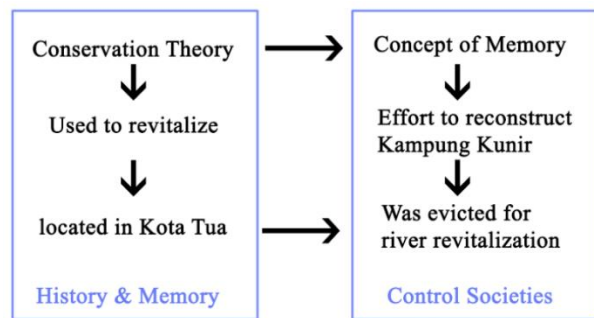 Conservation Theory
Used to revitalize
located in Kota Tua
History & Memory
Concept of Memory
Effort to reconstruct
Kampung Kunir
Was evicted for
river revitalization
Control Societies